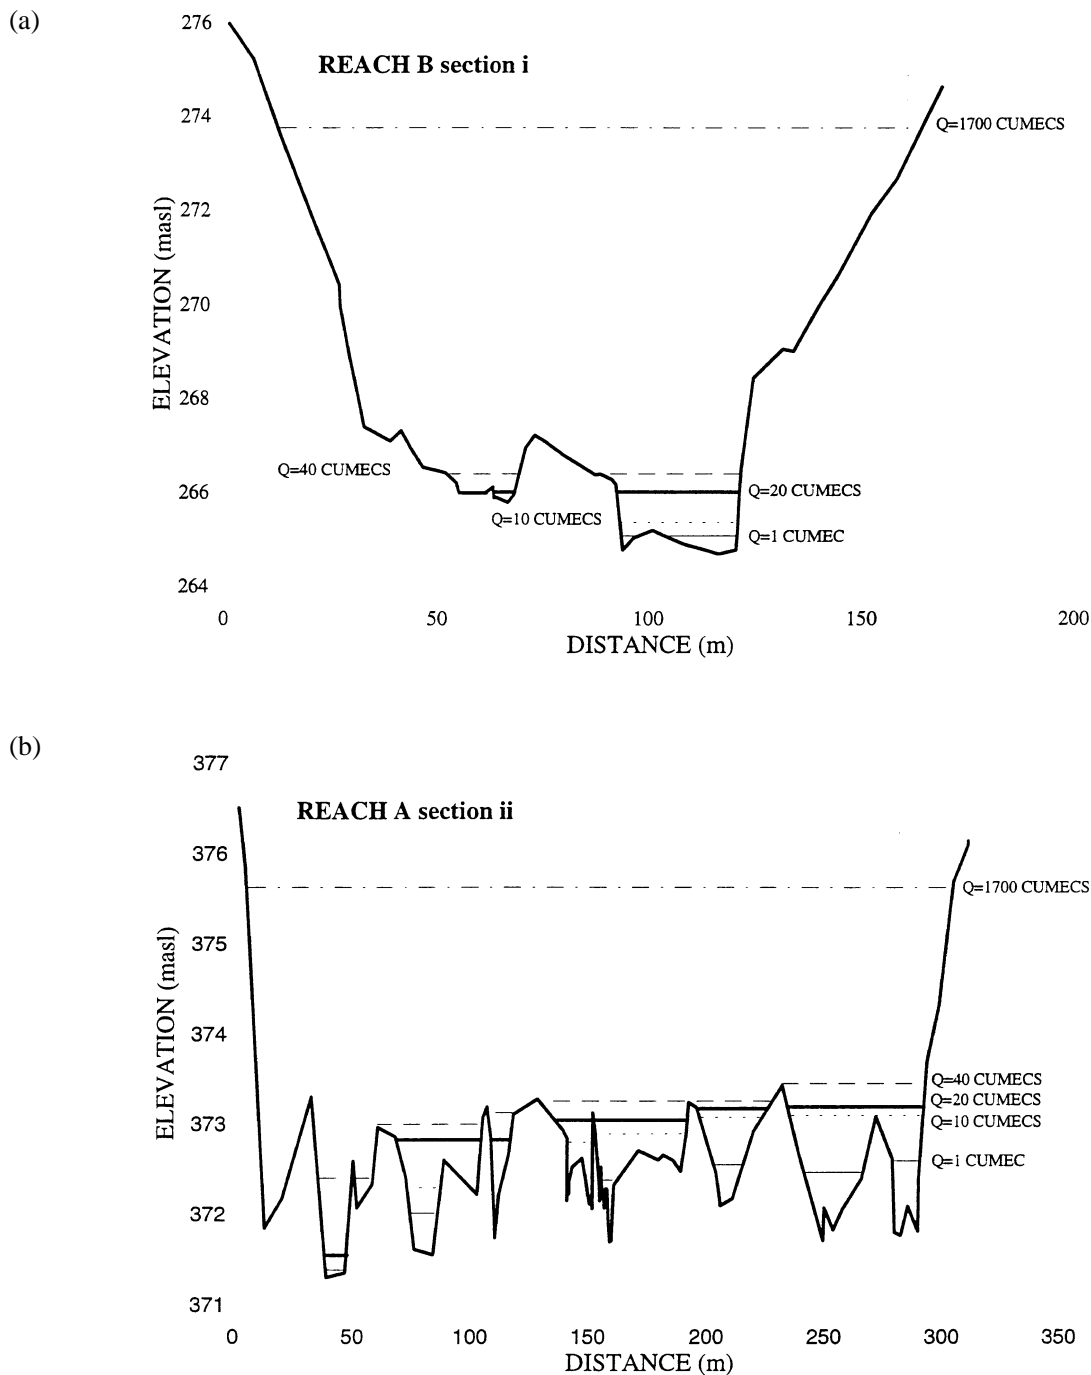 (a)
276
REACH B section i
274
Q=1700 CUMECS
272
ELEVATION (masl)
270
268
Q=40 CUMECS
266
Q=20 CUMECS
Q=10 CUMECS
Q=1 CUMEC
264
0 50 100 150 200
DISTANCE (m)
(b)
377
REACH A section ii
376
Q=1700 CUMECS
375
ELEVATION (masl)
374
Q=40 CUMECS
Q=20 CUMECS
373
Q=10 CUMECS
Q=1 CUMEC
372
371
0 50 100 150 200 250 300 350
DISTANCE (m)